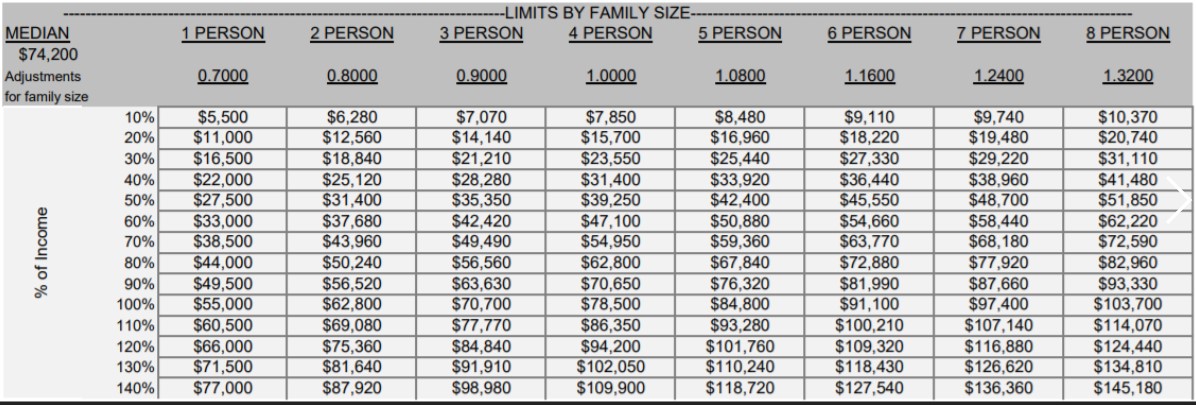 LIMITS BY FAMILY SIZE
MEDIAN 1 PERSON 2 PERSON 3 PERSON 4 PERSON 5 PERSON 6 PERSON 7 PERSON 8 PERSON
$74,200
Adjustments 0.7000 0.8000 0.9000 1.0000 1.0800 1.1600 1.2400 1.3200
for family size
% of Income
10% $5,500 $6,280 $7,070 $7,850 $8,480 $9,110 $9,740 $10,370
20% $11,000 $12,560 $14,140 $15,700 $16,960 $18,220 $19,480 $20,740
30% $16,500 $18,840 $21,210 $23,550 $25,440 $27,330 $29,220 $31,110
40% $22,000 $25,120 $28,280 $31,400 $33,920 $36,440 $38,960 $41,480
50% $27,500 $31,400 $35,350 $39,250 $42,400 $45,550 $48,700 $51,850
60% $33,000 $37,680 $42,420 $47,100 $50,880 $54,660 $58,440 $62,220
70% $38,500 $43,960 $49,490 $54,950 $59,360 $63,770 $68,180 $72,590
80% $44,000 $50,240 $56,560 $62,800 $67,840 $72,880 $77,920 $82,960
90% $49,500 $56,520 $63,630 $70,650 $76,320 $81,990 $87,660 $93,330
100% $55,000 $62,800 $70,700 $78,500 $84,800 $91,100 $97,400 $103,700
110% $60,500 $69,080 $77,770 $86,350 $93,280 $100,210 $107,140 $114,070
120% $66,000 $75,360 $84,840 $94,200 $101,760 $109,320 $116,880 $124,440
130% $71,500 $81,640 $91,910 $102,050 $110,240 $118,430 $126,620 $134,810
140% $77,000 $87,920 $98,980 $109,900 $118,720 $127,540 $136,360 $145,180